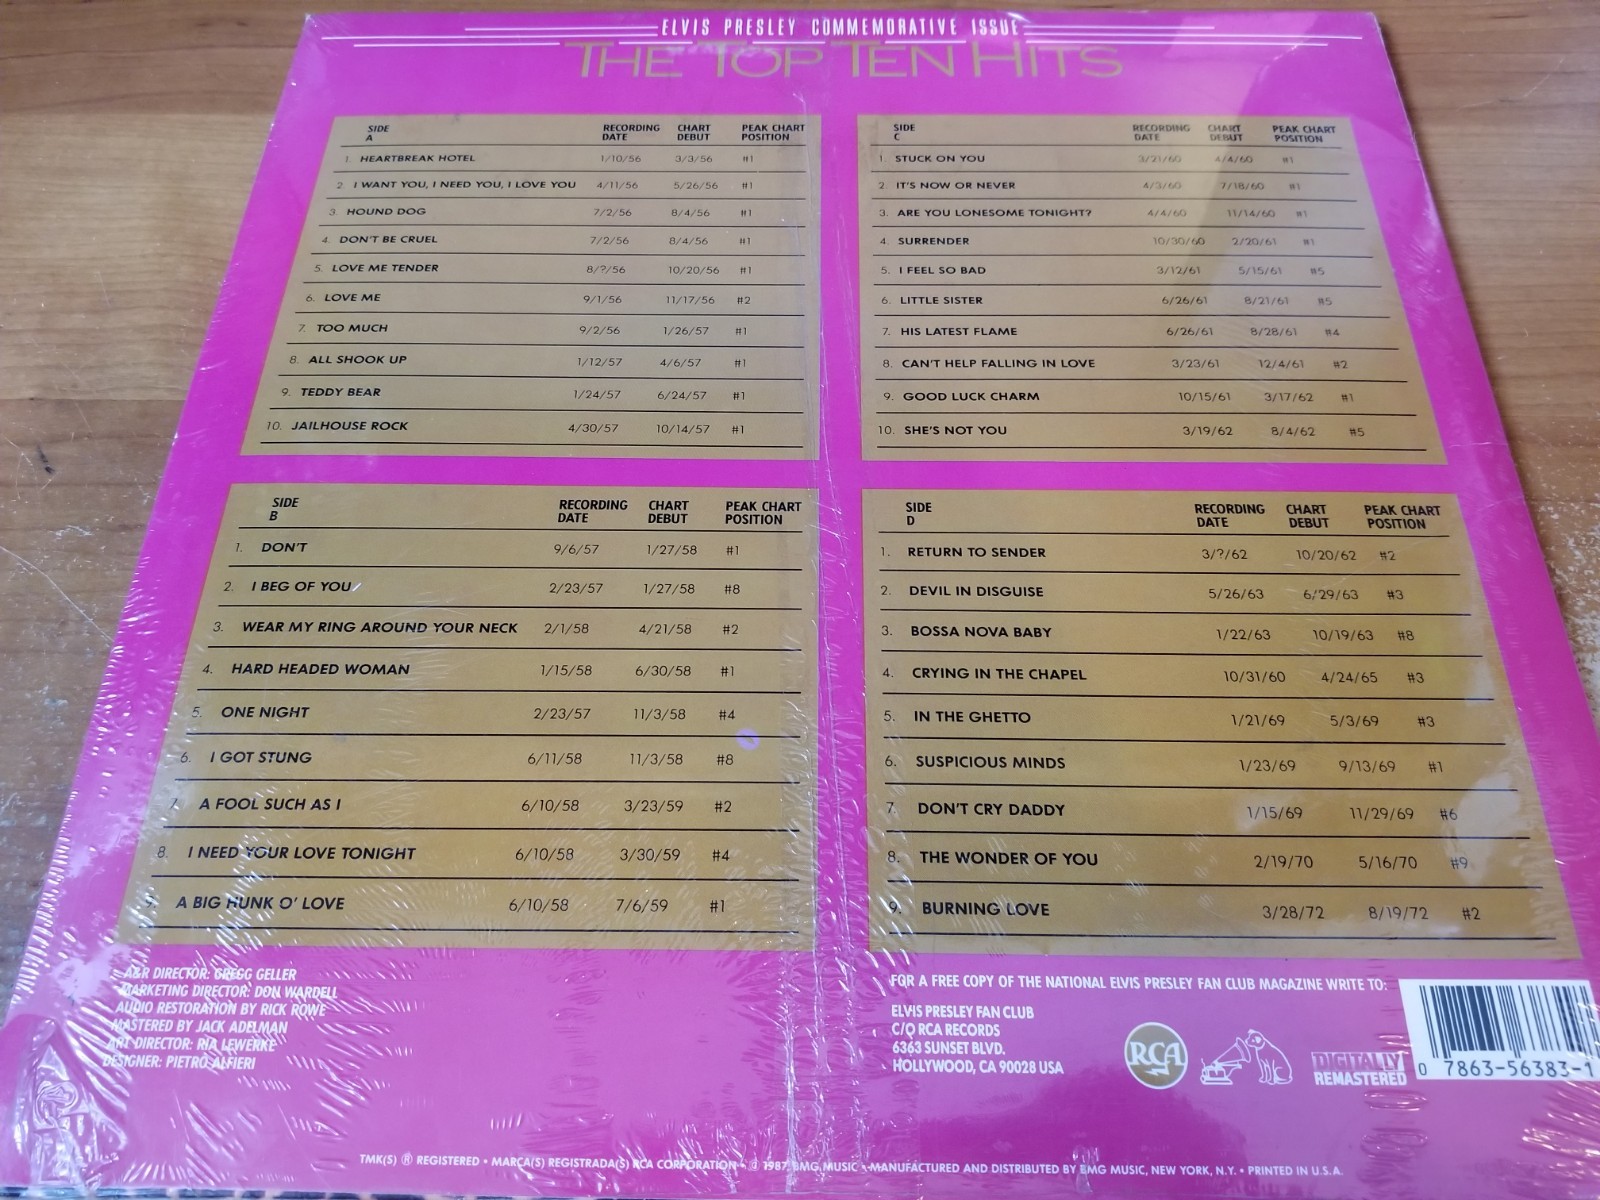 ELVIS PRESLEY COMMEMORATIVE ISSUE
THE TOP TEN HITS
SIDE A RECORDING DATE CHART DEBUT PEAK CHART POSITION
1. HEARTBREAK HOTEL 1/10/56 3/3/56 #1
2. I WANT YOU, I NEED YOU, I LOVE YOU 4/11/56 5/26/56 #1
3. HOUND DOG 7/2/56 8/4/56 #1
4. DON'T BE CRUEL 7/2/56 8/4/56 #1
5. LOVE ME TENDER 8/?/56 10/20/56 #1
6. LOVE ME 9/1/56 11/17/56 #2
7. TOO MUCH 9/2/56 1/26/57 #1
8. ALL SHOOK UP 1/12/57 4/6/57 #1
9. TEDDY BEAR 1/24/57 6/24/57 #1
10. JAILHOUSE ROCK 4/30/57 10/14/57 #1
SIDE B RECORDING DATE CHART DEBUT PEAK CHART POSITION
1. DON'T 9/6/57 1/27/58 #1
2. I BEG OF YOU 2/23/57 1/27/58 #8
3. WEAR MY RING AROUND YOUR NECK 2/1/58 4/21/58 #2
4. HARD HEADED WOMAN 1/15/58 6/30/58 #1
5. ONE NIGHT 2/23/57 11/3/58 #4
6. I GOT STUNG 6/11/58 11/3/58 #8
7. A FOOL SUCH AS I 6/10/58 3/23/59 #2
8. I NEED YOUR LOVE TONIGHT 6/10/58 3/30/59 #4
9. A BIG HUNK O' LOVE 6/10/58 7/6/59 #1
SIDE C RECORDING DATE CHART DEBUT PEAK CHART POSITION
1. STUCK ON YOU 3/21/60 4/4/60 #1
2. IT'S NOW OR NEVER 4/3/60 7/18/60 #1
3. ARE YOU LONESOME TONIGHT? 4/4/60 11/14/60 #1
4. SURRENDER 10/30/60 2/20/61 #1
5. I FEEL SO BAD 3/12/61 5/15/61 #5
6. LITTLE SISTER 6/26/61 8/21/61 #5
7. HIS LATEST FLAME 6/26/61 8/28/61 #4
8. CAN'T HELP FALLING IN LOVE 3/23/61 12/4/61 #2
9. GOOD LUCK CHARM 10/15/61 3/17/62 #1
10. SHE'S NOT YOU 3/19/62 8/4/62 #5
SIDE D RECORDING DATE CHART DEBUT PEAK CHART POSITION
1. RETURN TO SENDER 3/?/62 10/20/62 #2
2. DEVIL IN DISGUISE 5/26/63 6/29/63 #3
3. BOSSA NOVA BABY 1/22/63 10/19/63 #8
4. CRYING IN THE CHAPEL 10/31/60 4/24/65 #3
5. IN THE GHETTO 1/21/69 5/3/69 #3
6. SUSPICIOUS MINDS 1/23/69 9/13/69 #1
7. DON'T CRY DADDY 1/15/69 11/29/69 #6
8. THE WONDER OF YOU 2/19/70 5/16/70 #9
9. BURNING LOVE 3/28/72 8/19/72 #2
A&R DIRECTOR: GREGG GELLER
MARKETING DIRECTOR: DON WARDELL
AUDIO RESTORATION BY RICK ROWE
MASTERED BY JACK ADELMAN
ART DIRECTOR: RIA LEWERKE
DESIGNER: PIETRO ALFIERI
FOR A FREE COPY OF THE NATIONAL ELVIS PRESLEY FAN CLUB MAGAZINE WRITE TO:
ELVIS PRESLEY FAN CLUB
C/O RCA RECORDS
6363 SUNSET BLVD.
HOLLYWOOD, CA 90028 USA
RCA
DIGITALLY
REMASTERED
0 7863-56383-1
TMK(S) ® REGISTERED • MARCA(S) REGISTRADA(S) RCA CORPORATION • ℗ 1987 BMG MUSIC • MANUFACTURED AND DISTRIBUTED BY BMG MUSIC, NEW YORK, N.Y. • PRINTED IN U.S.A.